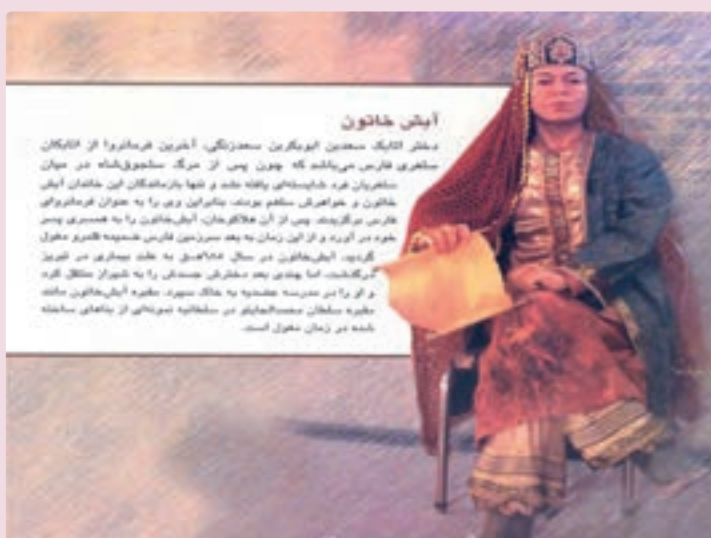 آبش خاتون
دختر اتابک سعدبن ابوبکربن سعدزنگی، آخرین فرمانروا از اتابکان
سلغری فارس می‌باشد که چون پس از مرگ سلجوق‌شاه در میان
سلغریان فرد شایسته‌ای یافته نشد و تنها بازماندگان این خاندان آبش
خاتون و خواهرش سلغم بودند، بنابراین وی را به عنوان فرمانروای
فارس برگزیدند. پس از آن هلاکوخان، آبش‌خاتون را به همسری پسر
خود در آورد و از این زمان به بعد سرزمین فارس ضمیمه قلمرو مغول
گردید. آبش‌خاتون در سال ۶۸۵هـ.ق به علت بیماری در تبریز
درگذشت. اما چندی بعد دخترش جسدش را به شیراز منتقل کرد
و او را در مدرسه عضدیه به خاک سپرد. مقبره آبش‌خاتون مانند
مقبره سلطان محمدالجایتو در سلطانیه نمونه‌ای از بناهای ساخته
شده در زمان مغول است.